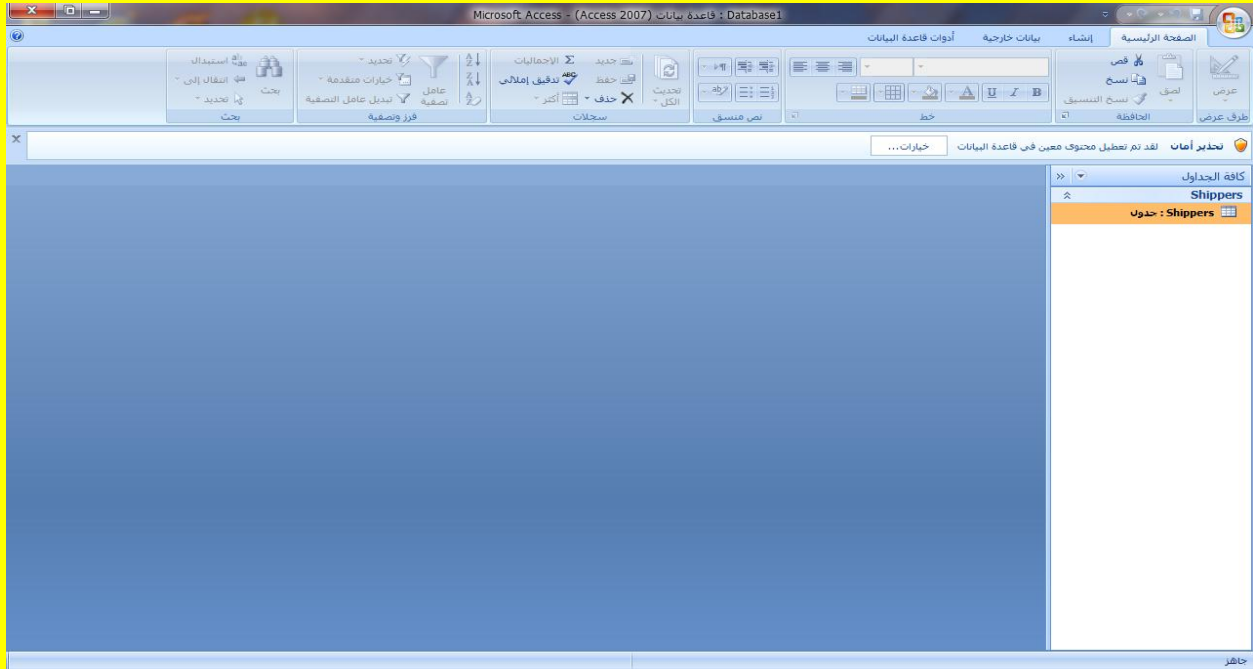 Database1 : قاعدة بيانات (Access 2007) - Microsoft Access
الصفحة الرئيسية إنشاء بيانات خارجية أدوات قاعدة البيانات
عرض
طرق عرض
لصق
قص
نسخ
نسخ التنسيق
الحافظة
B I U A
خط
نص منسق
تحديث الكل
جديد
حفظ
حذف
الإجماليات
تدقيق إملائي
أكثر
سجلات
عامل تصفية
تحديد
خيارات متقدمة
تبديل عامل التصفية
فرز وتصفية
بحث
استبدال
انتقال إلى
تحديد
بحث
تحذير أمان لقد تم تعطيل محتوى معين في قاعدة البيانات خيارات...
كافة الجداول
Shippers
Shippers : جدول
جاهز